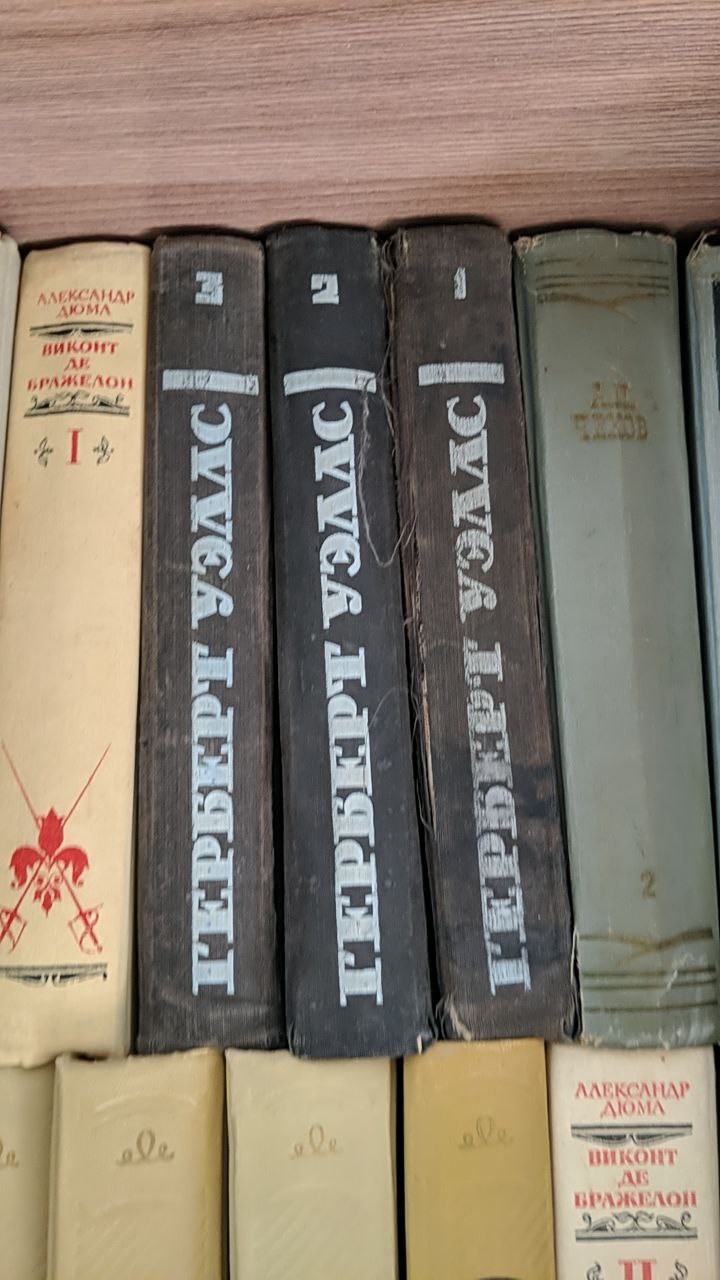 АЛЕКСАНДР
ДЮМА
ВИКОНТ
ДЕ
БРАЖЕЛОН
I
3
ГЕРБЕРТ УЭЛЛС
2
ГЕРБЕРТ УЭЛЛС
1
ГЕРБЕРТ УЭЛЛС
А.П.
ЧЕХОВ
2
АЛЕКСАНДР
ДЮМА
ВИКОНТ
ДЕ
БРАЖЕЛОН
II